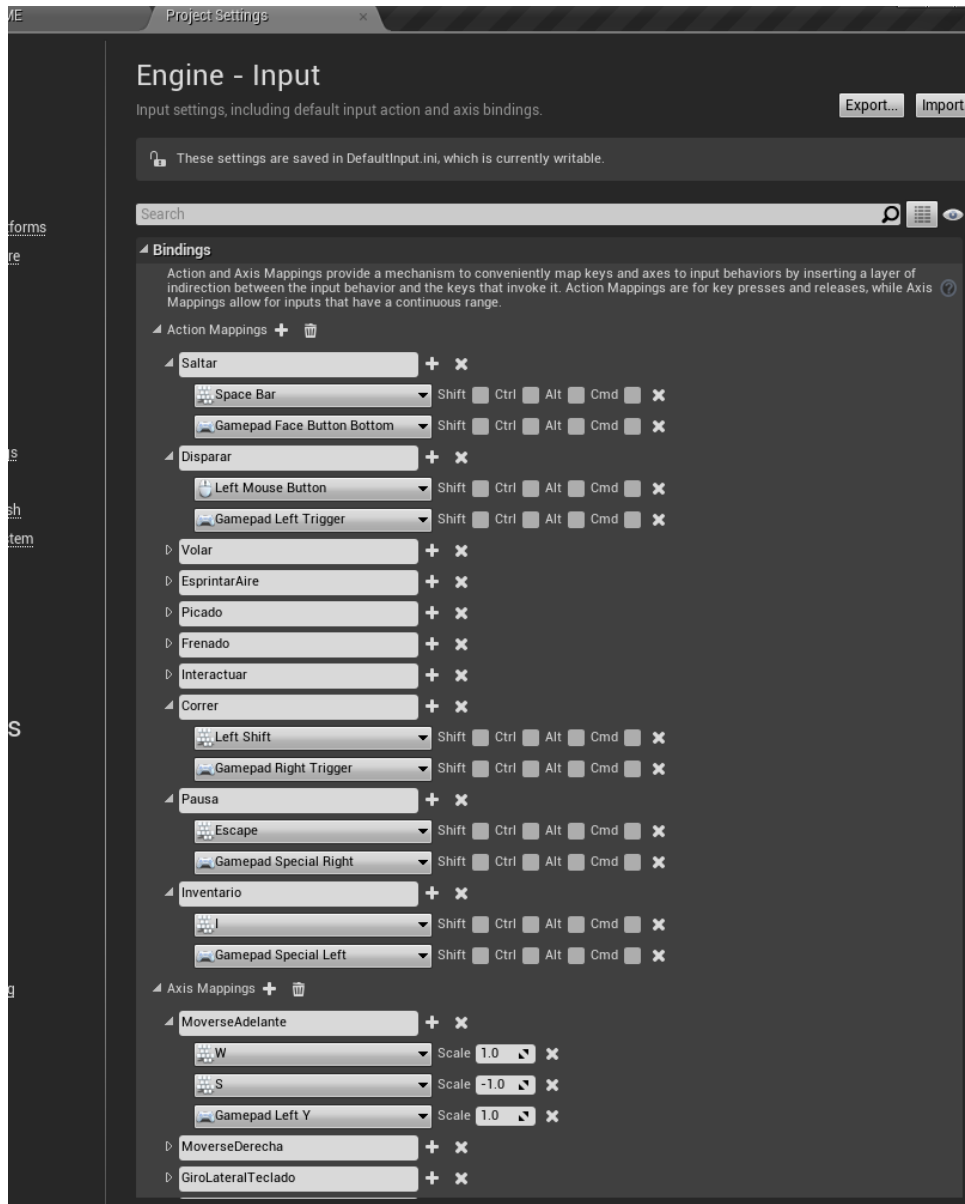 ME
Project Settings
Engine - Input
Input settings, including default input action and axis bindings.
Export...
Import
These settings are saved in DefaultInput.ini, which is currently writable.
Search
tforms
re
Bindings
Action and Axis Mappings provide a mechanism to conveniently map keys and axes to input behaviors by inserting a layer of
indirection between the input behavior and the keys that invoke it. Action Mappings are for key presses and releases, while Axis
Mappings allow for inputs that have a continuous range.
Action Mappings
Saltar
Space Bar Shift Ctrl Alt Cmd
Gamepad Face Button Bottom Shift Ctrl Alt Cmd
gs
Disparar
Left Mouse Button Shift Ctrl Alt Cmd
sh
Gamepad Left Trigger Shift Ctrl Alt Cmd
stem
Volar
EsprintarAire
Picado
Frenado
Interactuar
Correr
s
Left Shift Shift Ctrl Alt Cmd
Gamepad Right Trigger Shift Ctrl Alt Cmd
Pausa
Escape Shift Ctrl Alt Cmd
Gamepad Special Right Shift Ctrl Alt Cmd
Inventario
I Shift Ctrl Alt Cmd
Gamepad Special Left Shift Ctrl Alt Cmd
g
Axis Mappings
MoverseAdelante
W Scale 1.0
S Scale -1.0
Gamepad Left Y Scale 1.0
MoverseDerecha
GiroLateralTeclado